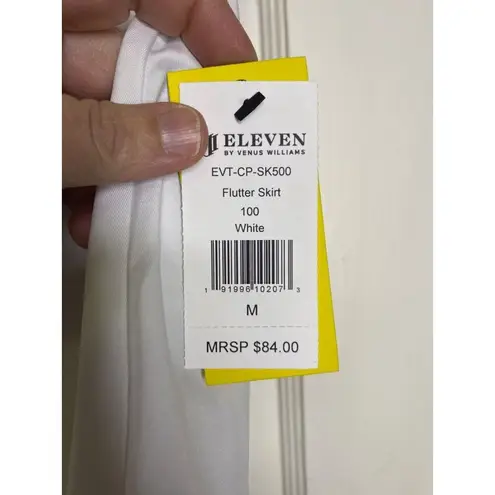 ELEVEN
BY VENUS WILLIAMS
EVT-CP-SK500
Flutter Skirt
100
White
1 91996 10207 3
M
MRSP $84.00